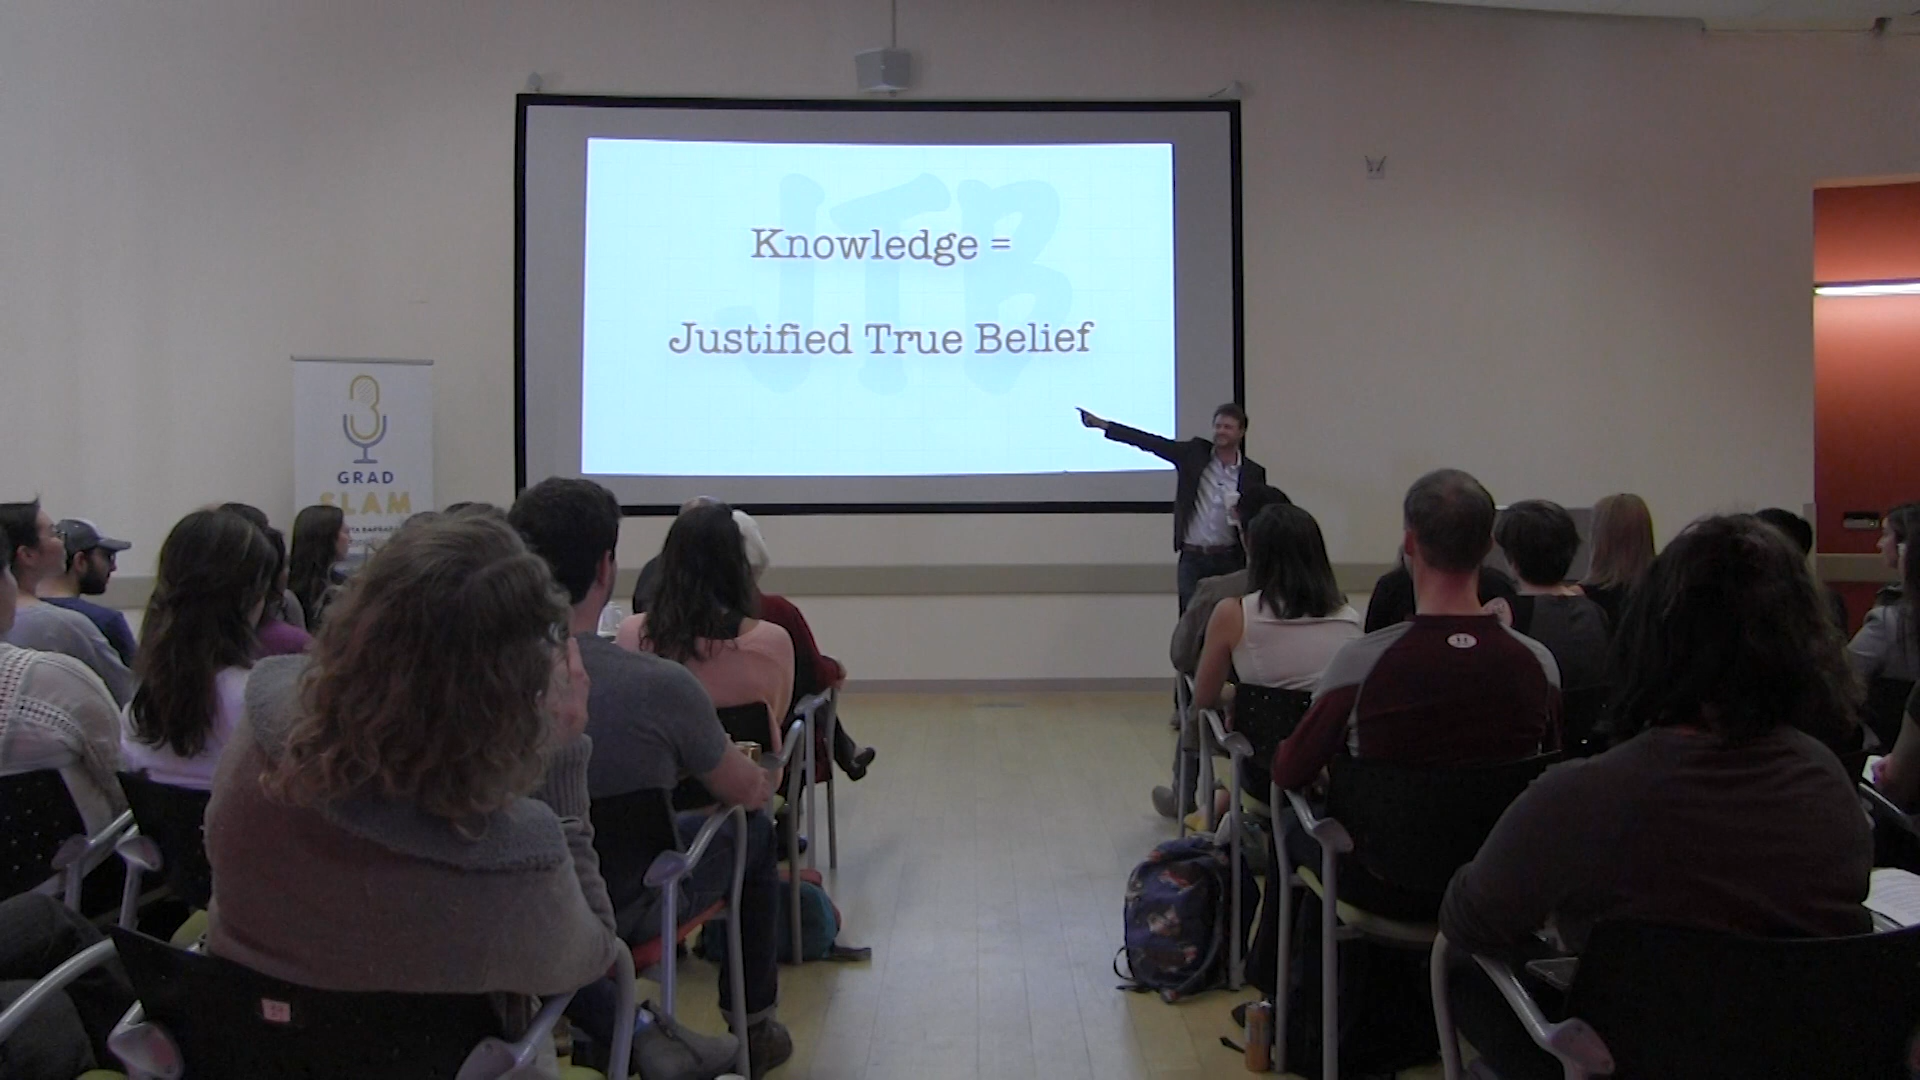 JTB
Knowledge =
Justified True Belief
GRAD
SLAM